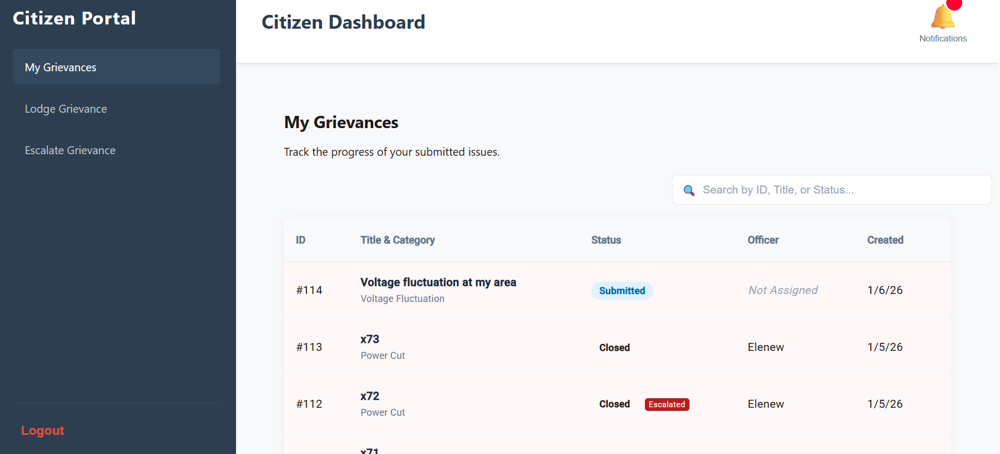 Citizen Portal
My Grievances
Lodge Grievance
Escalate Grievance
Logout
Citizen Dashboard
Notifications
My Grievances
Track the progress of your submitted issues.
Search by ID, Title, or Status...
ID Title & Category Status Officer Created
#114 Voltage fluctuation at my area Submitted Not Assigned 1/6/26
Voltage Fluctuation
#113 x73 Closed Elenew 1/5/26
Power Cut
#112 x72 Closed Escalated Elenew 1/5/26
Power Cut
x71